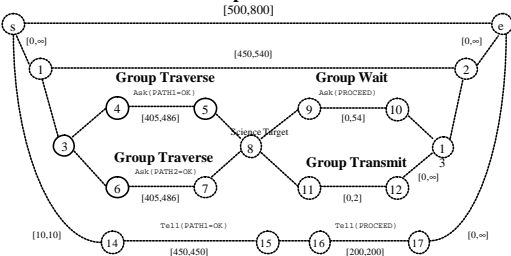 [500,800]
s e
[0,∞] [0,∞]
[450,540]
1 2
Group Traverse Group Wait
Ask(PATH1=OK) Ask(PROCEED)
4 5 9 10
[405,486] [0,54]
Science Target
3 8 13
Group Traverse Group Transmit
Ask(PATH2=OK)
6 7 11 12
[405,486] [0,2] [0,∞]
Tell(PATH1=OK) Tell(PROCEED)
[10,10] 14 15 16 17 [0,∞]
[450,450] [200,200]